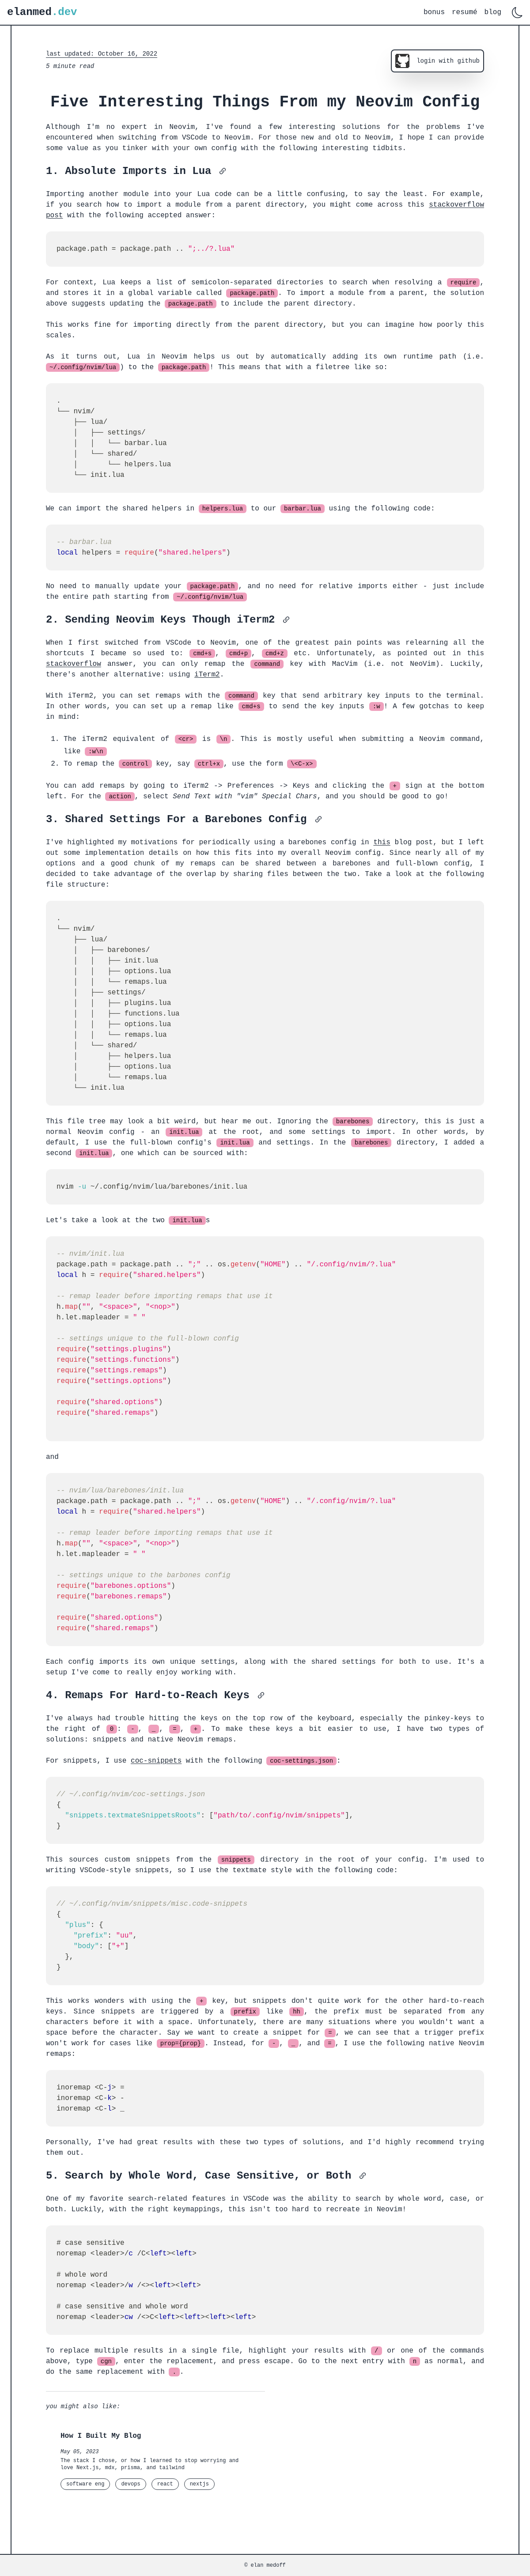 elanmed.dev
bonus resumé blog
last updated: October 16, 2022
5 minute read
login with github
Five Interesting Things From my Neovim Config
Although I'm no expert in Neovim, I've found a few interesting solutions for the problems I've
encountered when switching from VSCode to Neovim. For those new and old to Neovim, I hope I can provide
some value as you tinker with your own config with the following interesting tidbits.
1. Absolute Imports in Lua
Importing another module into your Lua code can be a little confusing, to say the least. For example,
if you search how to import a module from a parent directory, you might come across this stackoverflow
post with the following accepted answer:
package.path = package.path .. ";../?.lua"
For context, Lua keeps a list of semicolon-separated directories to search when resolving a require,
and stores it in a global variable called package.path. To import a module from a parent, the solution
above suggests updating the package.path to include the parent directory.
This works fine for importing directly from the parent directory, but you can imagine how poorly this
scales.
As it turns out, Lua in Neovim helps us out by automatically adding its own runtime path (i.e.
~/.config/nvim/lua) to the package.path! This means that with a filetree like so:
.
└── nvim/
    ├── lua/
    │   ├── settings/
    │   │   └── barbar.lua
    │   └── shared/
    │       └── helpers.lua
    └── init.lua
We can import the shared helpers in helpers.lua to our barbar.lua using the following code:
-- barbar.lua
local helpers = require("shared.helpers")
No need to manually update your package.path, and no need for relative imports either - just include
the entire path starting from ~/.config/nvim/lua
2. Sending Neovim Keys Though iTerm2
When I first switched from VSCode to Neovim, one of the greatest pain points was relearning all the
shortcuts I became so used to: cmd+s, cmd+p, cmd+z etc. Unfortunately, as pointed out in this
stackoverflow answer, you can only remap the command key with MacVim (i.e. not NeoVim). Luckily,
there's another alternative: using iTerm2.
With iTerm2, you can set remaps with the command key that send arbitrary key inputs to the terminal.
In other words, you can set up a remap like cmd+s to send the key inputs :w! A few gotchas to keep
in mind:
1. The iTerm2 equivalent of <cr> is \n. This is mostly useful when submitting a Neovim command,
like :w\n
2. To remap the control key, say ctrl+x, use the form \<C-x>
You can add remaps by going to iTerm2 -> Preferences -> Keys and clicking the + sign at the bottom
left. For the action, select Send Text with "vim" Special Chars, and you should be good to go!
3. Shared Settings For a Barebones Config
I've highlighted my motivations for periodically using a barebones config in this blog post, but I left
out some implementation details on how this fits into my overall Neovim config. Since nearly all of my
options and a good chunk of my remaps can be shared between a barebones and full-blown config, I
decided to take advantage of the overlap by sharing files between the two. Take a look at the following
file structure:
.
└── nvim/
    ├── lua/
    │   ├── barebones/
    │   │   ├── init.lua
    │   │   ├── options.lua
    │   │   └── remaps.lua
    │   ├── settings/
    │   │   ├── plugins.lua
    │   │   ├── functions.lua
    │   │   ├── options.lua
    │   │   └── remaps.lua
    │   └── shared/
    │       ├── helpers.lua
    │       ├── options.lua
    │       └── remaps.lua
    └── init.lua
This file tree may look a bit weird, but hear me out. Ignoring the barebones directory, this is just a
normal Neovim config - an init.lua at the root, and some settings to import. In other words, by
default, I use the full-blown config's init.lua and settings. In the barebones directory, I added a
second init.lua, one which can be sourced with:
nvim -u ~/.config/nvim/lua/barebones/init.lua
Let's take a look at the two init.luas
-- nvim/init.lua
package.path = package.path .. ";" .. os.getenv("HOME") .. "/.config/nvim/?.lua"
local h = require("shared.helpers")
-- remap leader before importing remaps that use it
h.map("", "<space>", "<nop>")
h.let.mapleader = " "
-- settings unique to the full-blown config
require("settings.plugins")
require("settings.functions")
require("settings.remaps")
require("settings.options")
require("shared.options")
require("shared.remaps")
and
-- nvim/lua/barebones/init.lua
package.path = package.path .. ";" .. os.getenv("HOME") .. "/.config/nvim/?.lua"
local h = require("shared.helpers")
-- remap leader before importing remaps that use it
h.map("", "<space>", "<nop>")
h.let.mapleader = " "
-- settings unique to the barbones config
require("barebones.options")
require("barebones.remaps")
require("shared.options")
require("shared.remaps")
Each config imports its own unique settings, along with the shared settings for both to use. It's a
setup I've come to really enjoy working with.
4. Remaps For Hard-to-Reach Keys
I've always had trouble hitting the keys on the top row of the keyboard, especially the pinkey-keys to
the right of 0: -, _, =, +. To make these keys a bit easier to use, I have two types of
solutions: snippets and native Neovim remaps.
For snippets, I use coc-snippets with the following coc-settings.json:
// ~/.config/nvim/coc-settings.json
{
  "snippets.textmateSnippetsRoots": ["path/to/.config/nvim/snippets"],
}
This sources custom snippets from the snippets directory in the root of your config. I'm used to
writing VSCode-style snippets, so I use the textmate style with the following code:
// ~/.config/nvim/snippets/misc.code-snippets
{
  "plus": {
    "prefix": "uu",
    "body": ["+"]
  },
}
This works wonders with using the + key, but snippets don't quite work for the other hard-to-reach
keys. Since snippets are triggered by a prefix like hh, the prefix must be separated from any
characters before it with a space. Unfortunately, there are many situations where you wouldn't want a
space before the character. Say we want to create a snippet for =, we can see that a trigger prefix
won't work for cases like prop={prop}. Instead, for -, _, and =, I use the following native Neovim
remaps:
inoremap <C-j> =
inoremap <C-k> -
inoremap <C-l> _
Personally, I've had great results with these two types of solutions, and I'd highly recommend trying
them out.
5. Search by Whole Word, Case Sensitive, or Both
One of my favorite search-related features in VSCode was the ability to search by whole word, case, or
both. Luckily, with the right keymappings, this isn't too hard to recreate in Neovim!
# case sensitive
noremap <leader>/c /C<left><left>
# whole word
noremap <leader>/w /<><left><left>
# case sensitive and whole word
noremap <leader>cw /<>C<left><left><left><left>
To replace multiple results in a single file, highlight your results with / or one of the commands
above, type cgn, enter the replacement, and press escape. Go to the next entry with n as normal, and
do the same replacement with ..
you might also like:
How I Built My Blog
May 05, 2023
The stack I chose, or how I learned to stop worrying and
love Next.js, mdx, prisma, and tailwind
software eng devops react nextjs
© elan medoff